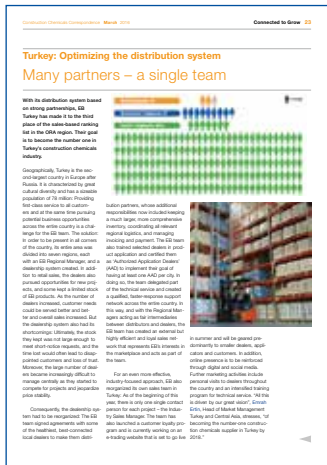 Construction Chemicals Correspondence · March 2015
Connected to Grow 23
Turkey: Optimizing the distribution system
Many partners – a single team
With its distribution system based
on strong partnerships, EB
Turkey has made it to the third
place of the sales-based ranking
list in the ORA region. Their goal
is to become the number one in
Turkey's construction chemicals
industry.
Geographically, Turkey is the sec-
ond-largest country in Europe after
Russia. It is characterized by great
cultural diversity and has a sizeable
population of 78 million: Providing
first-class service to all custom-
ers and at the same time pursuing
potential business opportunities
across the entire country is a chal-
lenge for the EB team. The solution:
In order to be present in all corners
of the country, its entire area was
divided into seven regions, each
with an EB Regional Manager, and a
dealership system created. In addi-
tion to retail sales, the dealers also
pursued opportunities for new proj-
ects, and some kept a limited stock
of EB products. As the number of
dealers increased, customer needs
could be served better and bet-
ter and overall sales increased. But
the dealership system also had its
shortcomings: Ultimately, the stock
they kept was not large enough to
meet short-notice requests, and the
time lost would often lead to disap-
pointed customers and loss of trust.
Moreover, the large number of deal-
ers became increasingly difficult to
manage centrally as they started to
compete for projects and jeopardize
price stability.
Consequently, the dealership sys-
tem had to be reorganized: The EB
team signed agreements with some
of the healthiest, best-connected
local dealers to make them distri-
bution partners, whose additional
responsibilities now included keeping
a much larger, more comprehensive
inventory, coordinating all relevant
regional logistics, and managing
invoicing and payment. The EB team
also trained selected dealers in prod-
uct application and certified them
as "Authorized Application Dealers"
(AAD) to implement their goal of
having at least one AAD per city. In
doing so, the team delegated part
of the technical service and created
a qualified, faster-response support
network across the entire country. In
this way, and with the Regional Man-
agers acting as fair intermediaries
between distributors and dealers, the
EB team has created an external but
highly efficient and loyal sales net-
work that represents EB's interests in
the marketplace and acts as part of
the team.
For an even more effective,
industry-focused approach, EB also
reorganized its own sales team in
Turkey: As of the beginning of this
year, there is only one single contact
person for each project – the Indus-
try Sales Manager. The team has
also launched a customer loyalty pro-
gram and is currently working on an
e-trading website that is set to go live
in summer and will be geared pre-
dominantly to smaller dealers, appli-
cators and customers. In addition,
online presence is to be reinforced
through digital and social media.
Further marketing activities include
personal visits to dealers throughout
the country and an intensified training
program for technical service. "All this
is driven by our great vision", Emrah
Ertin, Head of Market Management
Turkey and Central Asia, stresses, "of
becoming the number-one construc-
tion chemicals supplier in Turkey by
2018."